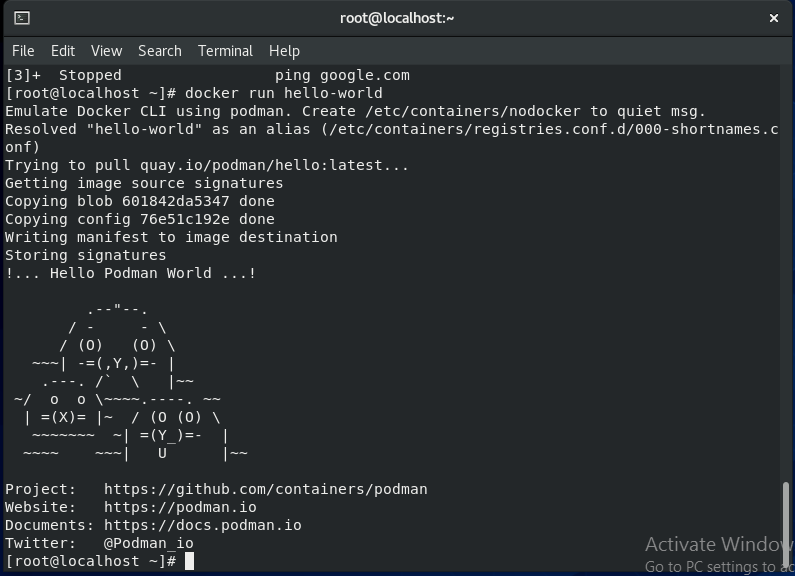 root@localhost:~
File Edit View Search Terminal Help
[3]+  Stopped                 ping google.com
[root@localhost ~]# docker run hello-world
Emulate Docker CLI using podman. Create /etc/containers/nodocker to quiet msg.
Resolved "hello-world" as an alias (/etc/containers/registries.conf.d/000-shortnames.c
onf)
Trying to pull quay.io/podman/hello:latest...
Getting image source signatures
Copying blob 601842da5347 done
Copying config 76e51c192e done
Writing manifest to image destination
Storing signatures
!... Hello Podman World ...!

         .--"--.
       / -     - \
      / (O)   (O) \
   ~~~| -=(,Y,)=- |
    .---. /`  \   |~~
 ~/  o  o \~~~~.----. ~~
  | =(X)= |~  / (O (O) \
   ~~~~~~~  ~| =(Y_)=-  |
  ~~~~    ~~~|   U      |~~

Project:   https://github.com/containers/podman
Website:   https://podman.io
Documents: https://docs.podman.io
Twitter:   @Podman_io
[root@localhost ~]#
Activate Window
Go to PC settings to ac